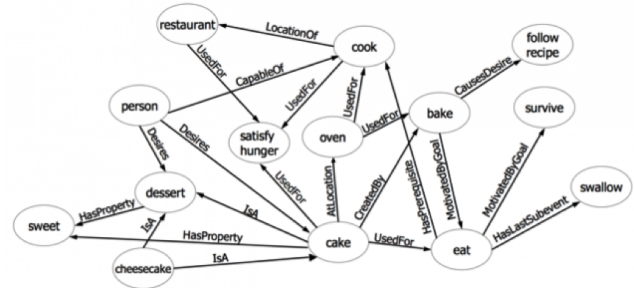 restaurant
LocationOf
cook
follow
recipe
UsedFor
CapableOf
UsedFor
UsedFor
CausesDesire
person
satisfy
hunger
oven
UsedFor
bake
survive
Desires
Desires
dessert
UsedFor
AtLocation
CreatedBy
HasPrerequisite
MotivatedByGoal
MotivatedByGoal
swallow
HasProperty
IsA
sweet
IsA
HasProperty
cake
UsedFor
eat
HasLastSubevent
cheesecake
IsA